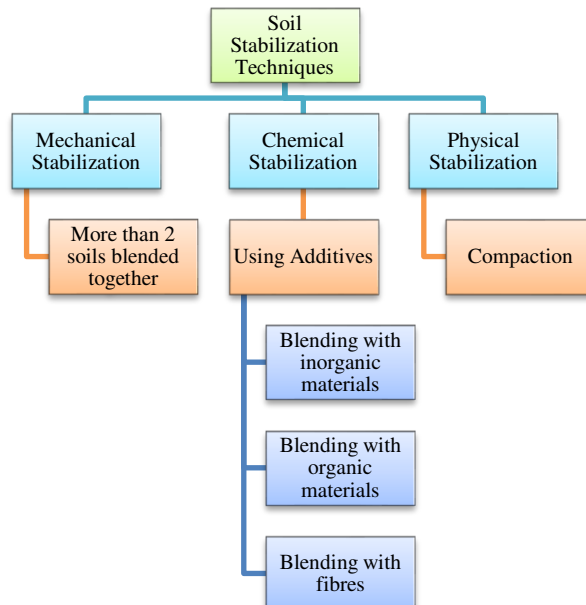 Soil
Stabilization
Techniques
Mechanical
Stabilization
Chemical
Stabilization
Physical
Stabilization
More than 2
soils blended
together
Using Additives
Compaction
Blending with
inorganic
materials
Blending with
organic
materials
Blending with
fibres